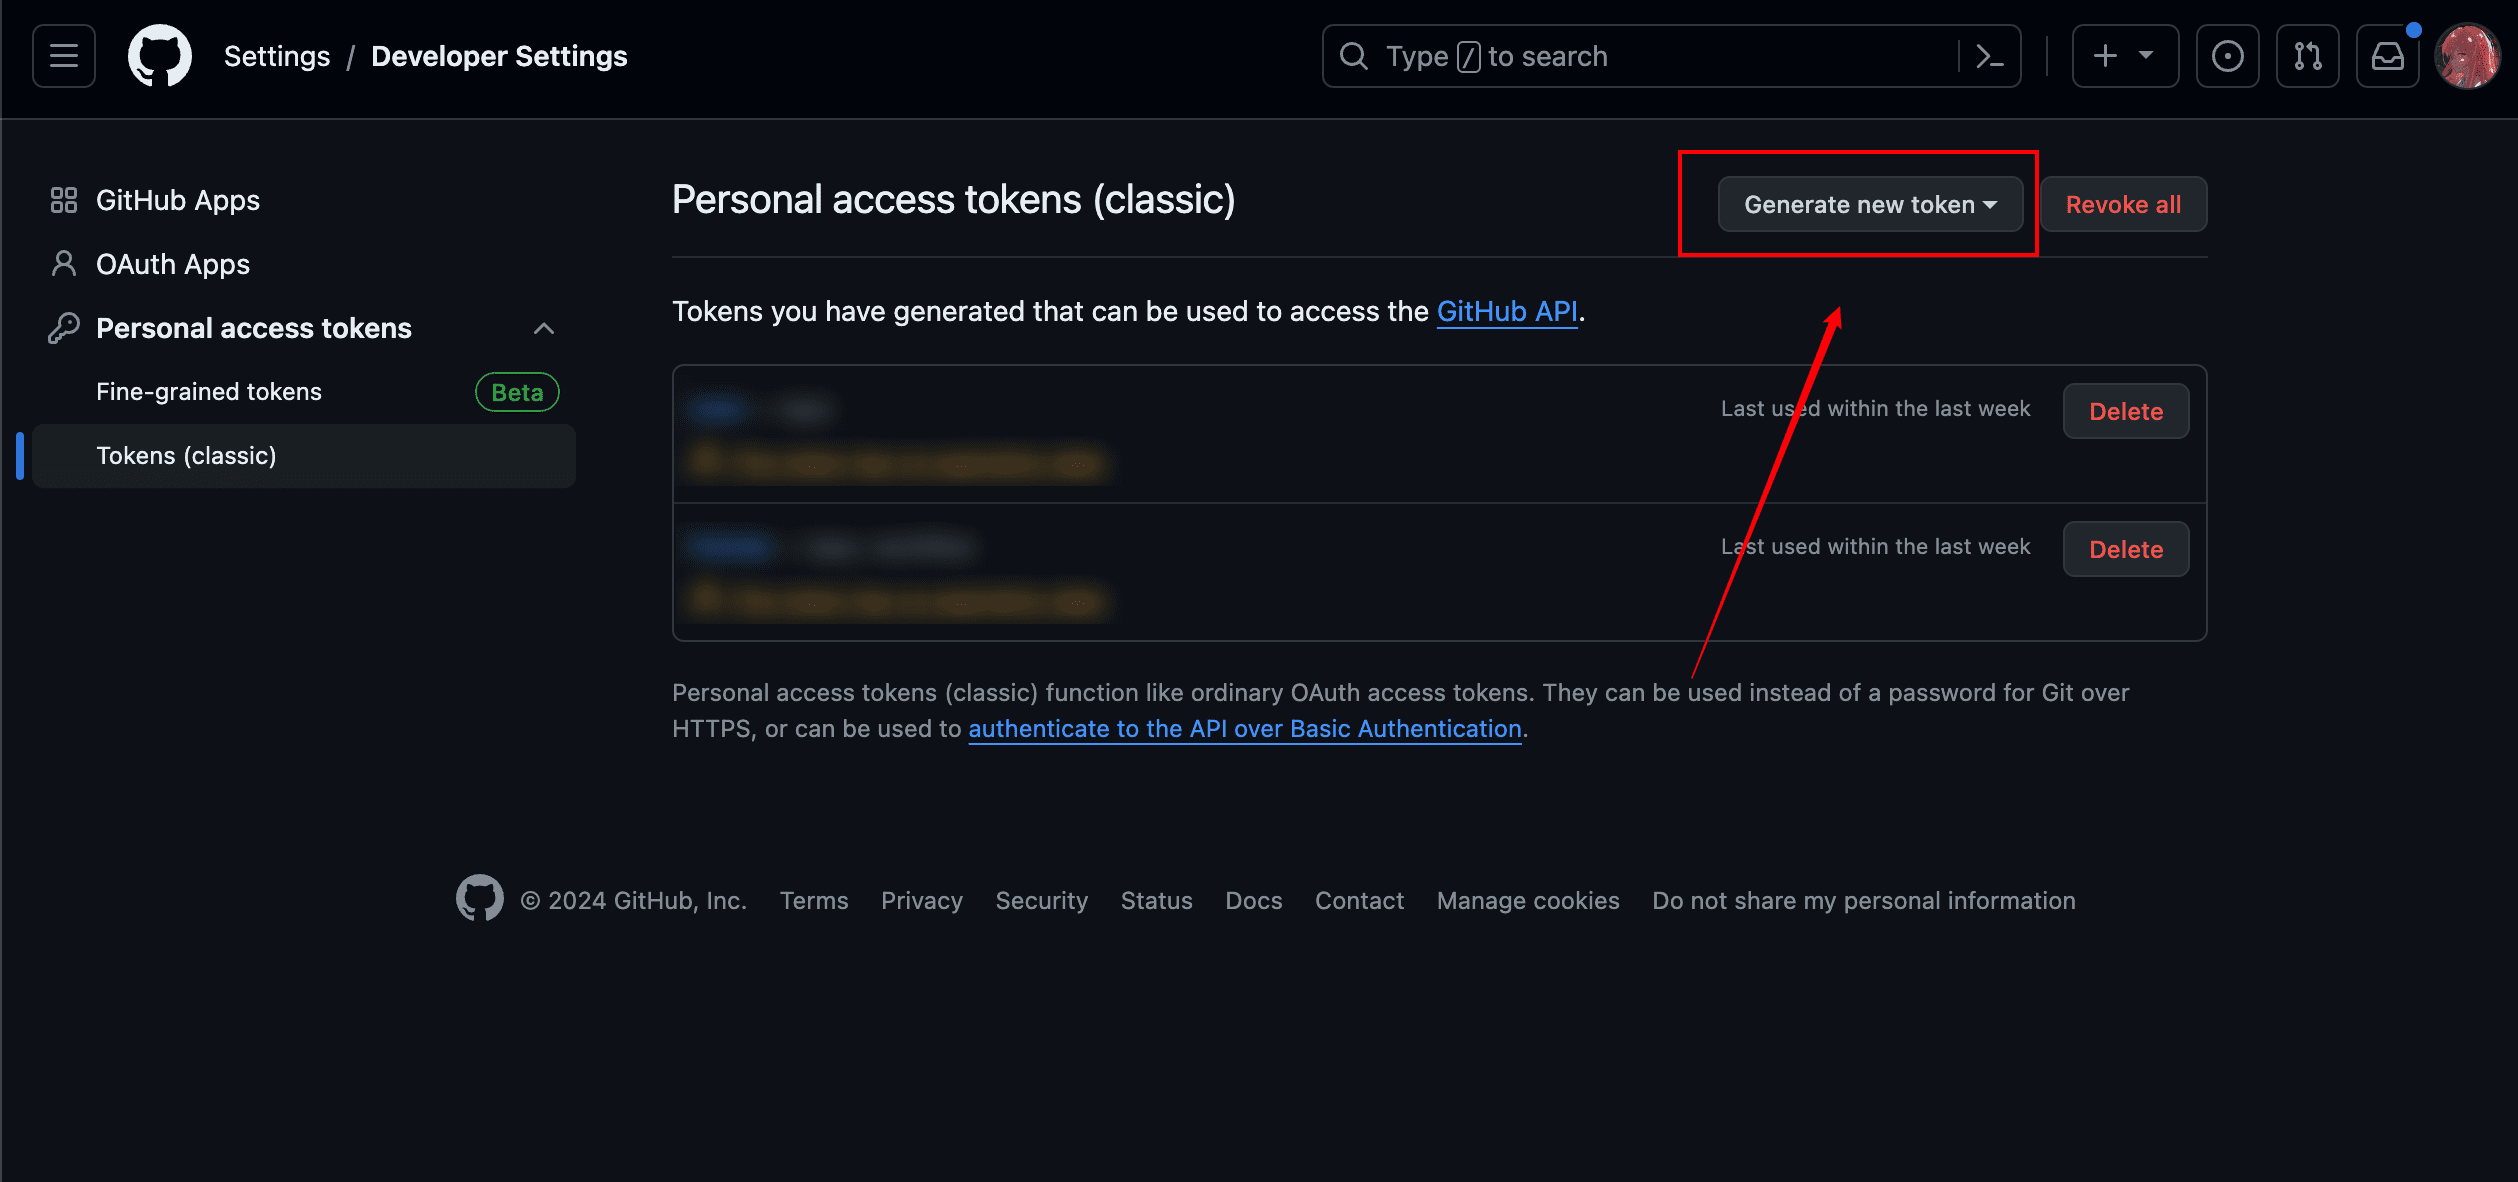 Settings / Developer Settings
Type / to search
GitHub Apps
OAuth Apps
Personal access tokens
Fine-grained tokens Beta
Tokens (classic)
Personal access tokens (classic)
Generate new token
Revoke all
Tokens you have generated that can be used to access the GitHub API.
Last used within the last week
Delete
Last used within the last week
Delete
Personal access tokens (classic) function like ordinary OAuth access tokens. They can be used instead of a password for Git over
HTTPS, or can be used to authenticate to the API over Basic Authentication.
© 2024 GitHub, Inc. Terms Privacy Security Status Docs Contact Manage cookies Do not share my personal information